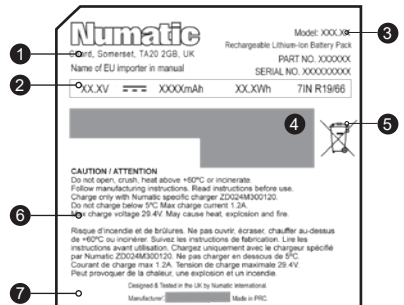 Numatic
Model: XXX.X
3
Rechargeable Lithium-Ion Battery Pack
1
Chard, Somerset, TA20 2GB, UK
PART NO. XXXXXX
Name of EU importer in manual
SERIAL NO. XXXXXXXXX
2
XX.XV
XXXXmAh
XX.XWh
7IN R19/66
4
5
CAUTION / ATTENTION
Do not open, crush, heat above +60°C or incinerate.
Follow manufacturing instructions. Read instructions before use.
Charge only with Numatic specific charger ZD024M300120.
Do not charge below 5°C Max charge current 1.2A.
6
Max charge voltage 29.4V. May cause heat, explosion and fire.
Risque d'incendie et de brûlures. Ne pas ouvrir, écraser, chauffer au-dessus
de +60°C ou incinérer. Suivez les instructions de fabrication. Lire les
instructions avant utilisation. Chargez uniquement avec le chargeur spécifié
par Numatic ZD024M300120. Ne pas charger en dessous de 5°C.
Courant de charge max 1.2A. Tension de charge maximale 29.4V.
Peut provoquer de la chaleur, une explosion et un incendie.
7
Designed & Tested in the UK by Numatic International.
Manufacturer:
Made in PRC.